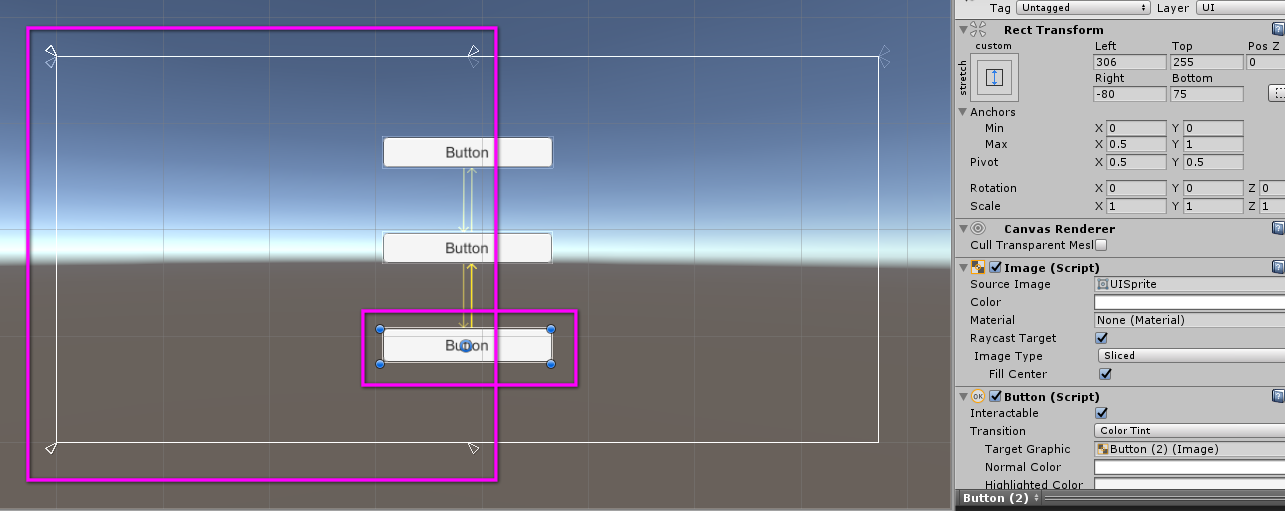 Tag Untagged Layer UI
Rect Transform
custom
stretch
Left Top Pos Z
306 255 0
Right Bottom
-80 75
Anchors
Min X 0 Y 0
Max X 0.5 Y 1
Pivot X 0.5 Y 0.5
Rotation X 0 Y 0 Z 0
Scale X 1 Y 1 Z 1
Canvas Renderer
Cull Transparent Mesl
Image (Script)
Source Image UISprite
Color
Material None (Material)
Raycast Target
Image Type Sliced
Fill Center
OK Button (Script)
Interactable
Transition Color Tint
Target Graphic Button (2) (Image)
Normal Color
Highlighted Color
Button (2)
Button
Button
Button